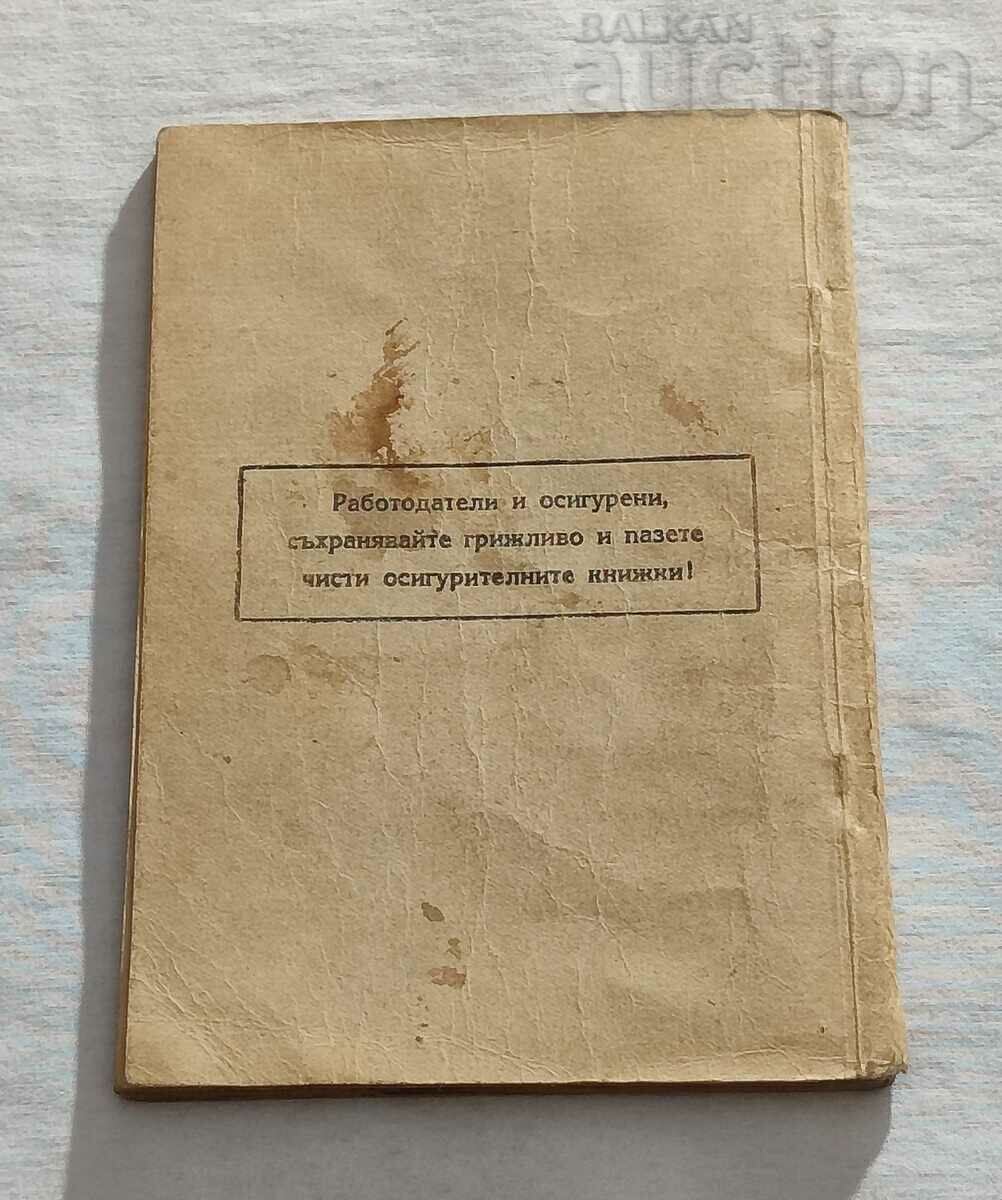 BALKAN
auction
Работодатели и осигурени,
съхранявайте грижливо и пазете
чисти осигурителните книжки!